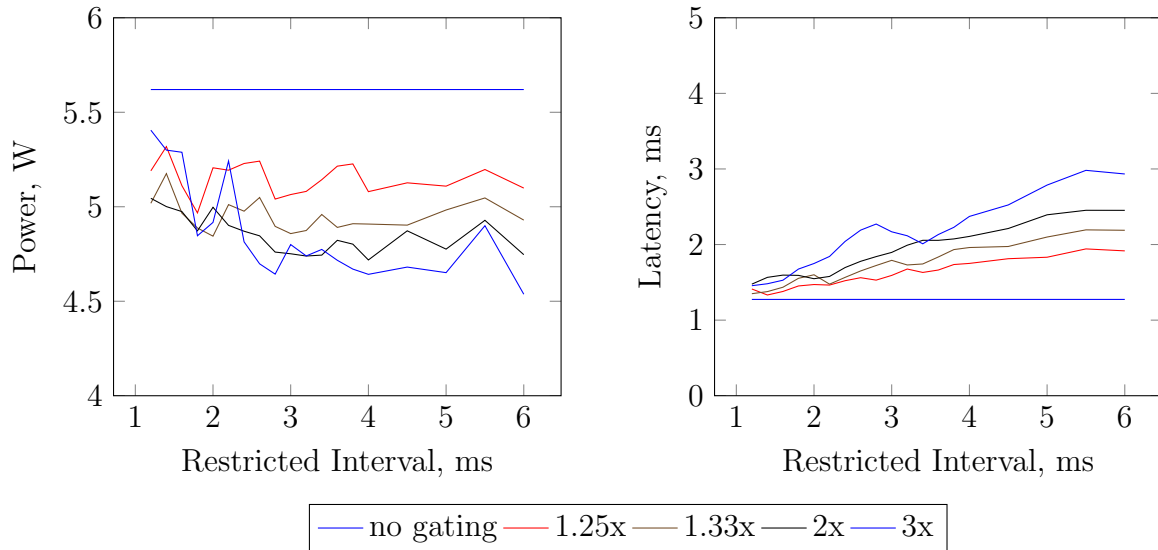 6
5.5
5
4.5
4
Power, W
1 2 3 4 5 6
Restricted Interval, ms
5
4
3
2
1
0
Latency, ms
1 2 3 4 5 6
Restricted Interval, ms
no gating 1.25x 1.33x 2x 3x